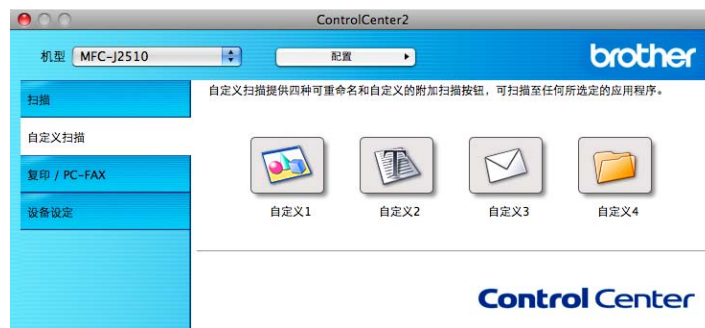 ControlCenter2
机型 MFC-J2510 配置 brother
扫描
自定义扫描提供四种可重命名和自定义的附加扫描按钮，可扫描至任何所选定的应用程序。
自定义扫描
复印 / PC-FAX
设备设定
自定义1 自定义2 自定义3 自定义4
Control Center